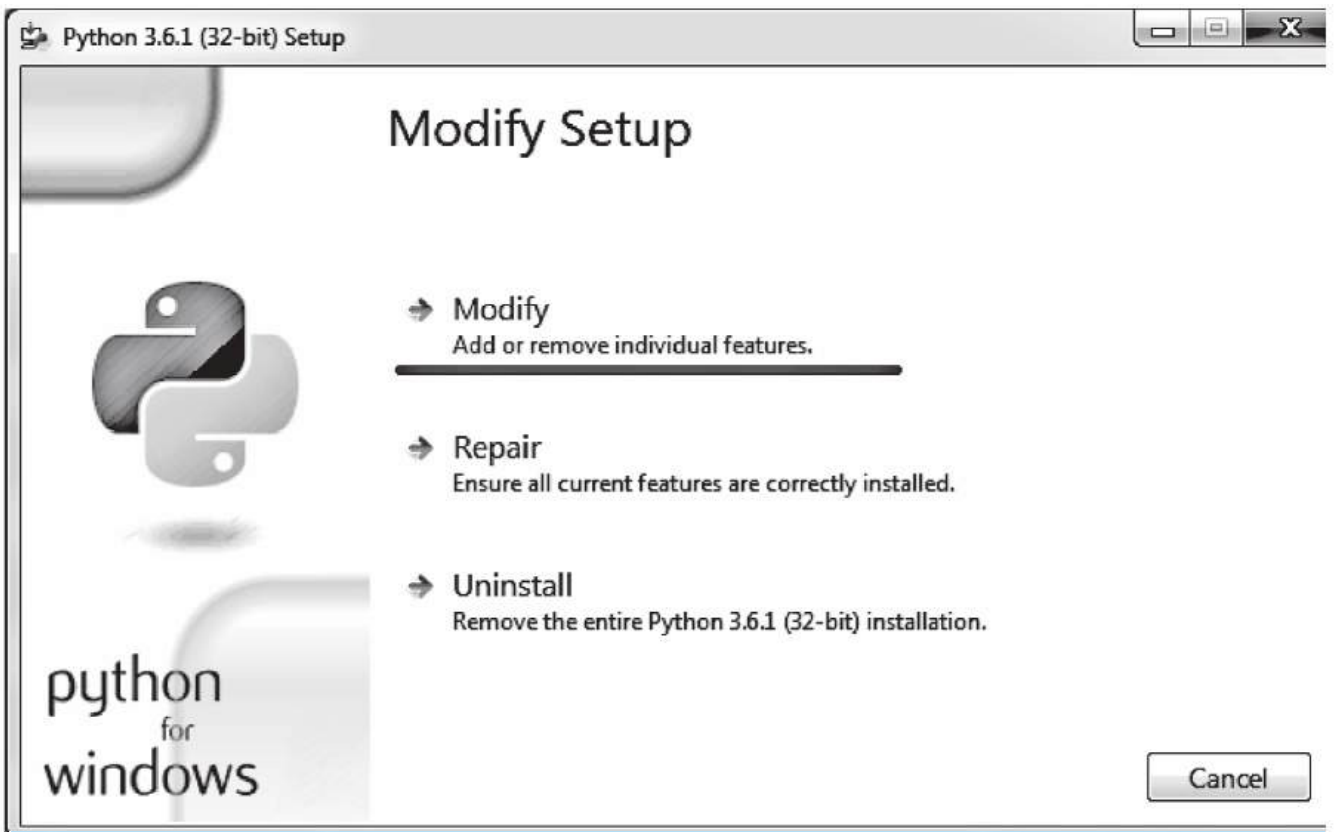 Python 3.6.1 (32-bit) Setup
Modify Setup
Modify
Add or remove individual features.
Repair
Ensure all current features are correctly installed.
Uninstall
Remove the entire Python 3.6.1 (32-bit) installation.
python
for
windows
Cancel